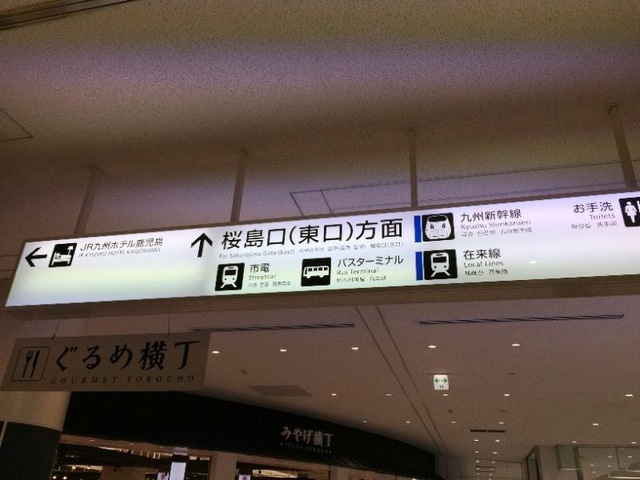 JR九州ホテル鹿児島
JR KYUSHU HOTEL KAGOSHIMA
桜島口(東口)方面
For Sakurajima Gate (East)
市電
Streetcar
バスターミナル
Bus Terminal
九州新幹線
Kyushu Shinkansen
在来線
Local Lines
お手洗
Toilets
ぐるめ横丁
GOURMET YOKOCHO
みやげ横丁